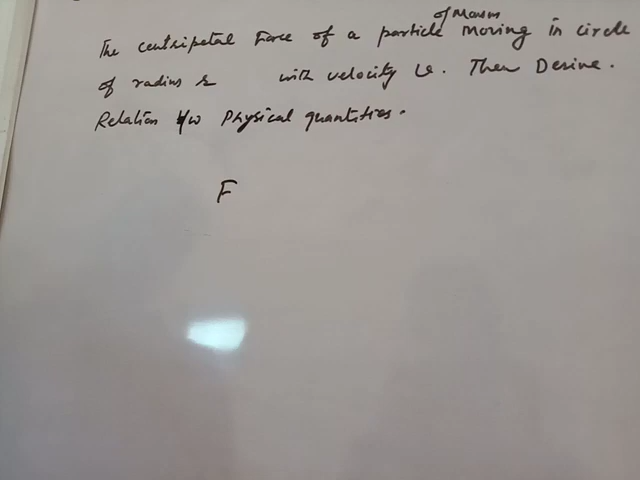 of Mass m
The centripetal Force of a particle moving in circle
of radius r with velocity v. Then Derive.
Relation b/w Physical quantities.
F